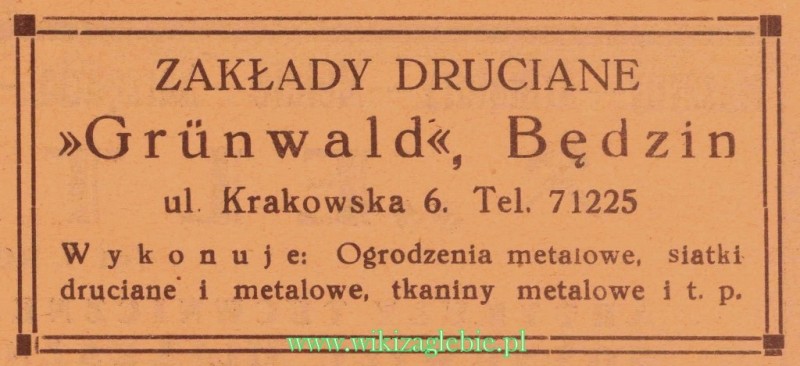 ZAKŁADY DRUCIANE
»Grünwald«, Będzin
ul. Krakowska 6. Tel. 71225
Wykonuje: Ogrodzenia metalowe, siatki
druciane i metalowe, tkaniny metalowe i t. p.
www.wikizaglebie.pl